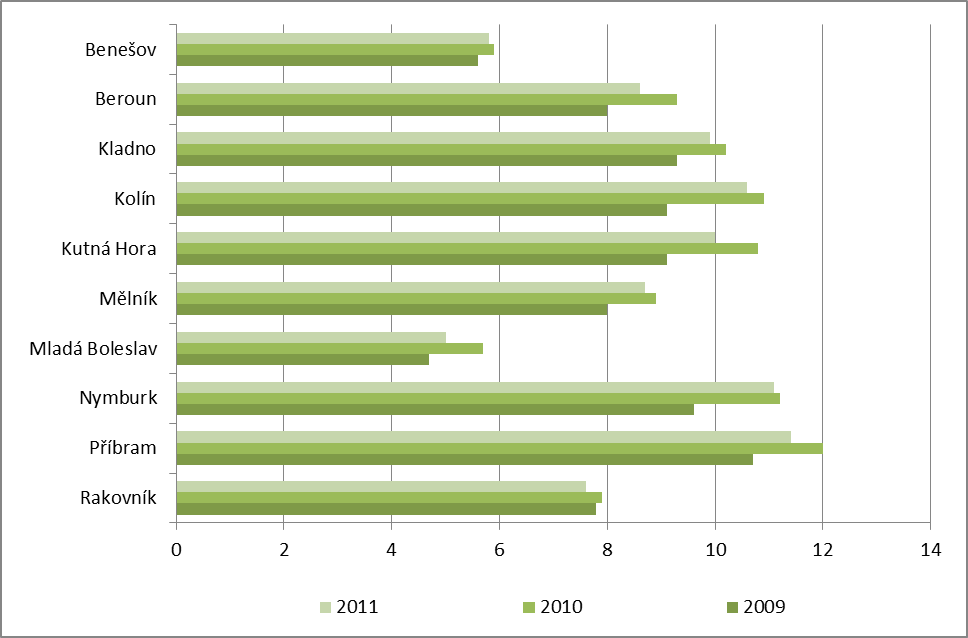 Benešov
Beroun
Kladno
Kolín
Kutná Hora
Mělník
Mladá Boleslav
Nymburk
Příbram
Rakovník
0 2 4 6 8 10 12 14
2011 2010 2009